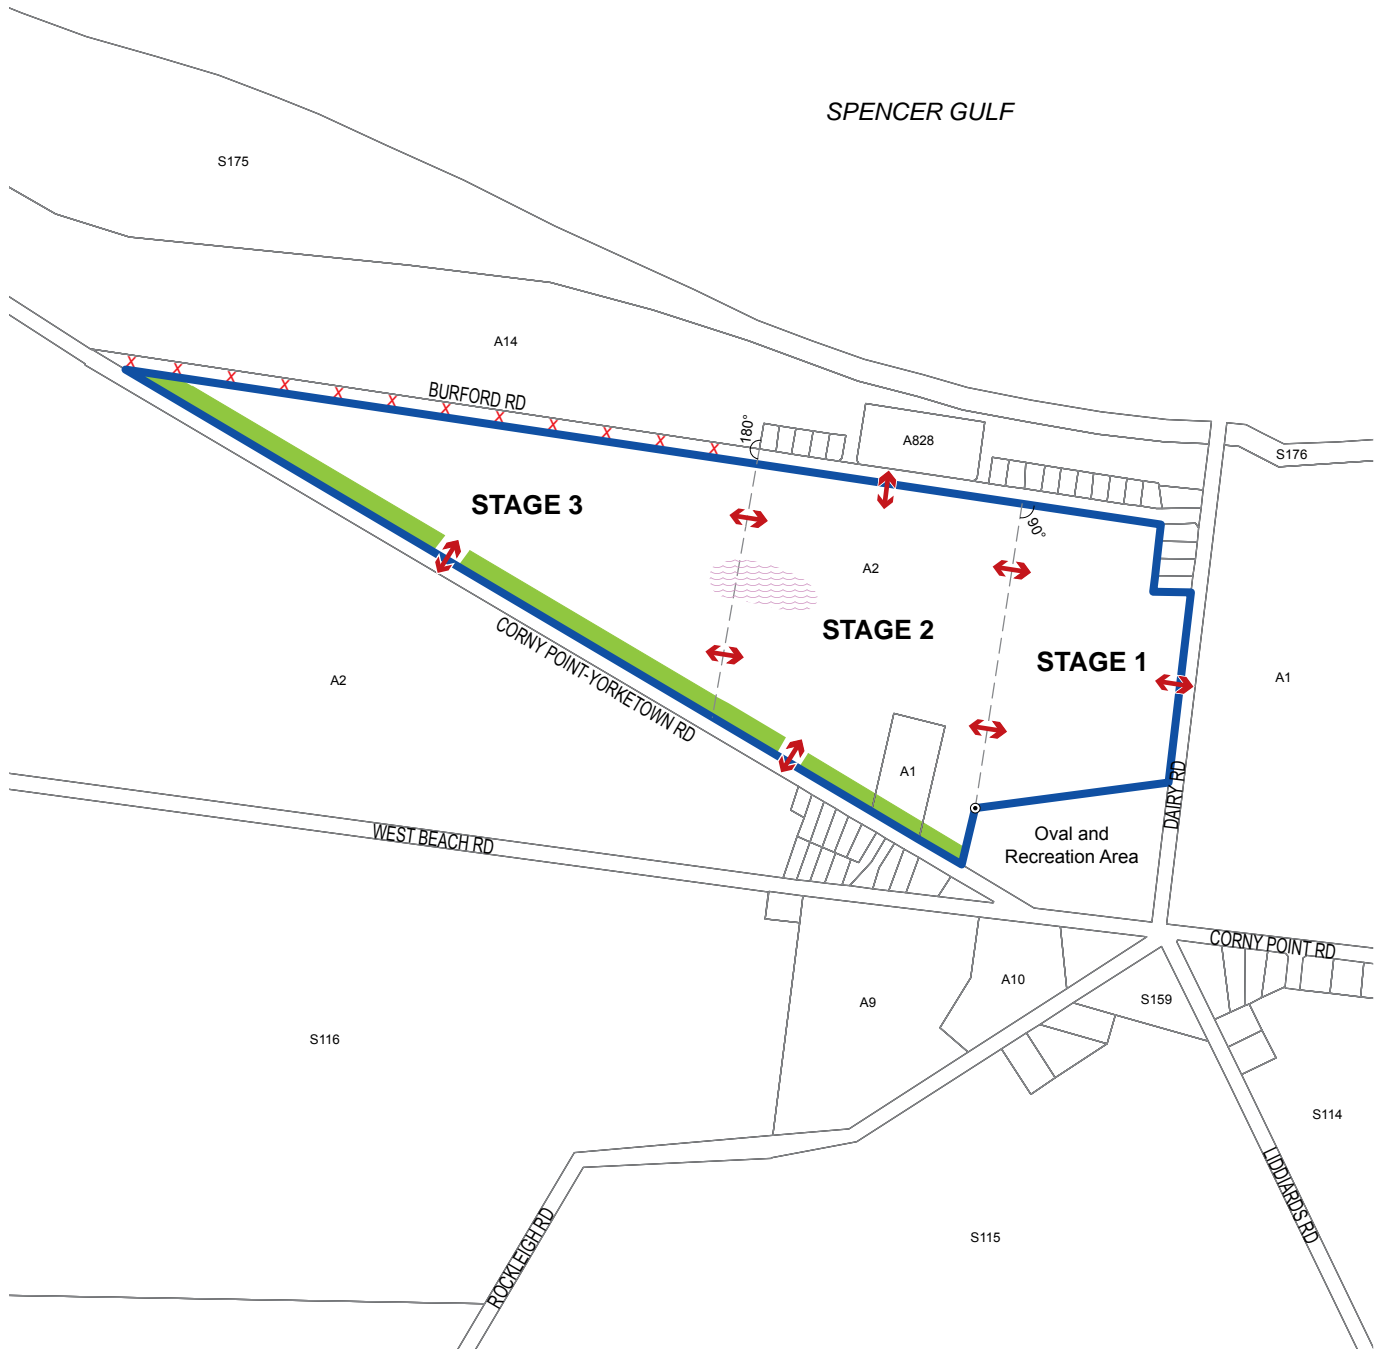 SPENCER GULF
S175
A14
BURFORD RD
180°
A828
S176
STAGE 3
90°
A2
STAGE 2
STAGE 1
A1
A2
CORNY POINT-YORKETOWN RD
A1
DAIRY RD
WEST BEACH RD
Oval and
Recreation Area
CORNY POINT RD
A10
A9
S159
S116
S114
LIDDIARDS RD
S115
ROCKLEIGH RD